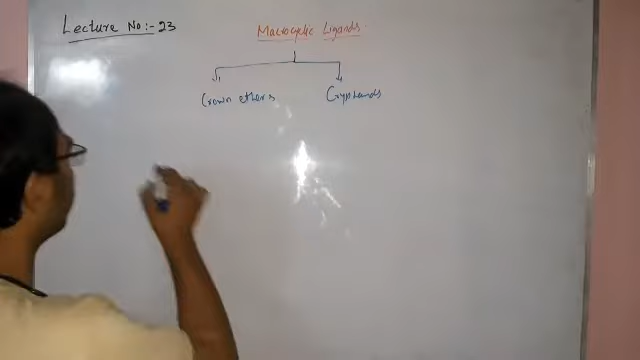 Lecture No:- 23
Macrocyclic Ligands
Crown ethers
Cryptands